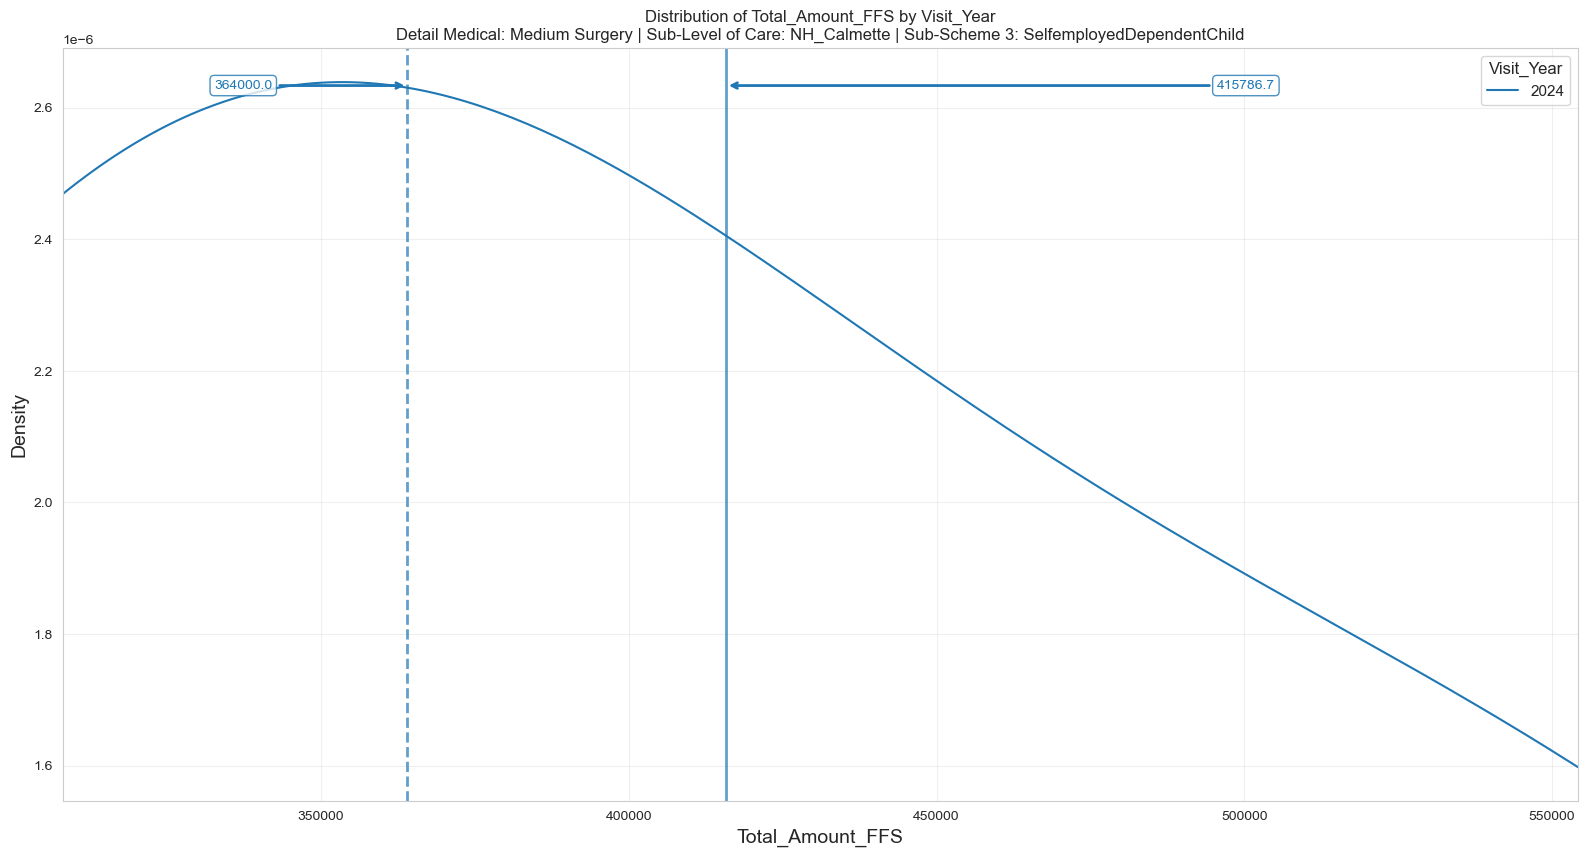 Distribution of Total_Amount_FFS by Visit_Year
Detail Medical: Medium Surgery | Sub-Level of Care: NH_Calmette | Sub-Scheme 3: SelfemployedDependentChild
1e−6
364000.0
415786.7
Visit_Year
2024
2.6
2.4
2.2
2.0
1.8
1.6
Density
350000
400000
450000
500000
550000
Total_Amount_FFS